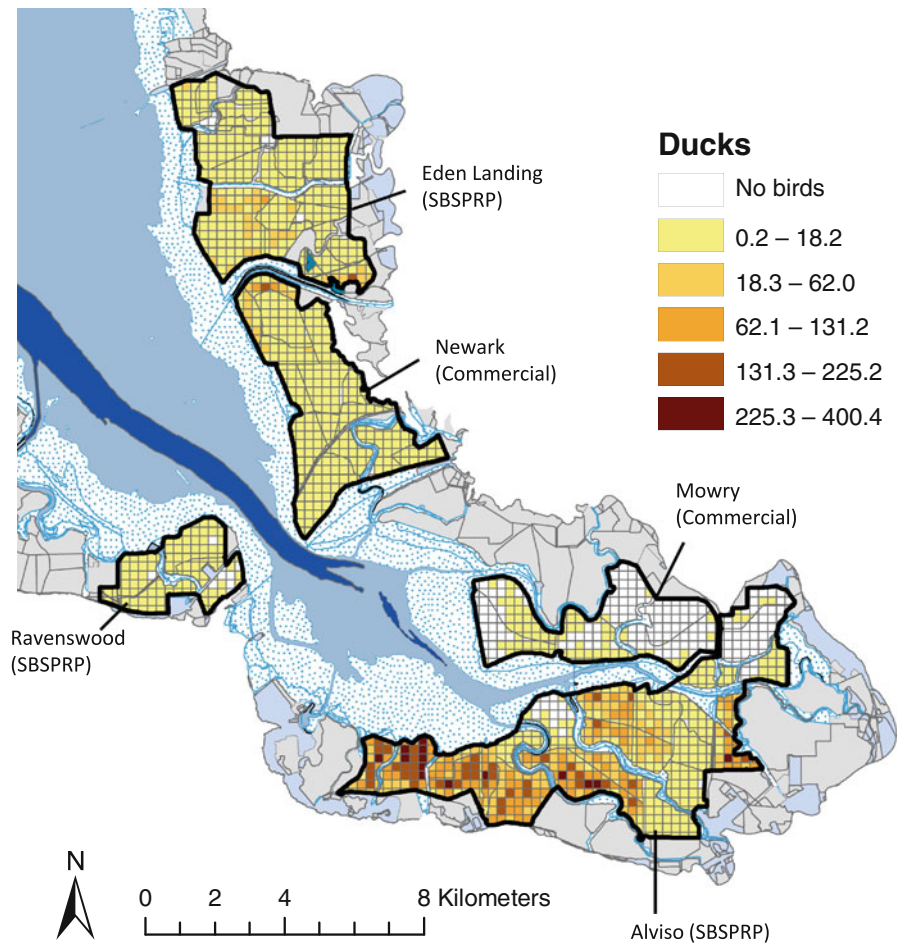 Ducks
No birds
0.2 – 18.2
18.3 – 62.0
62.1 – 131.2
131.3 – 225.2
225.3 – 400.4
Eden Landing
(SBSPRP)
Newark
(Commercial)
Mowry
(Commercial)
Ravenswood
(SBSPRP)
N
0 2 4 8 Kilometers
Alviso (SBSPRP)